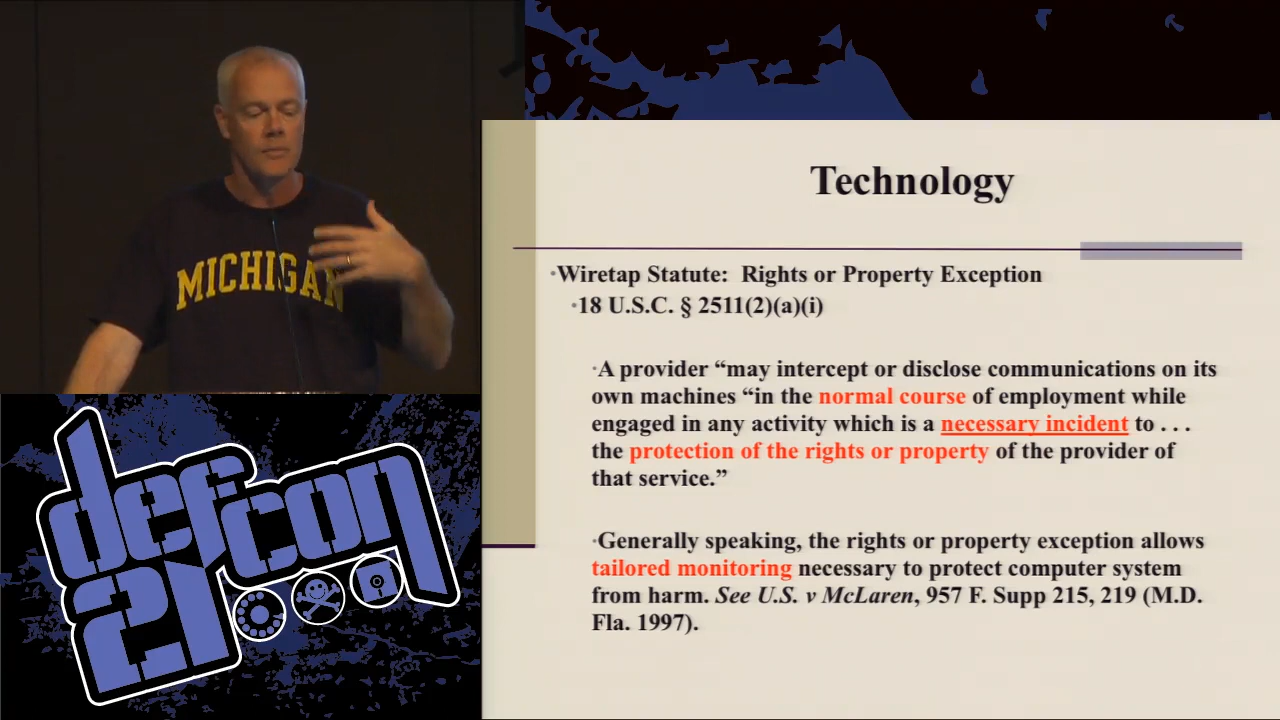 MICHIGAN
defcon
21
Technology
•Wiretap Statute: Rights or Property Exception
•18 U.S.C. § 2511(2)(a)(i)
•A provider “may intercept or disclose communications on its
own machines “in the normal course of employment while
engaged in any activity which is a necessary incident to . . .
the protection of the rights or property of the provider of
that service.”
•Generally speaking, the rights or property exception allows
tailored monitoring necessary to protect computer system
from harm. See U.S. v McLaren, 957 F. Supp 215, 219 (M.D.
Fla. 1997).